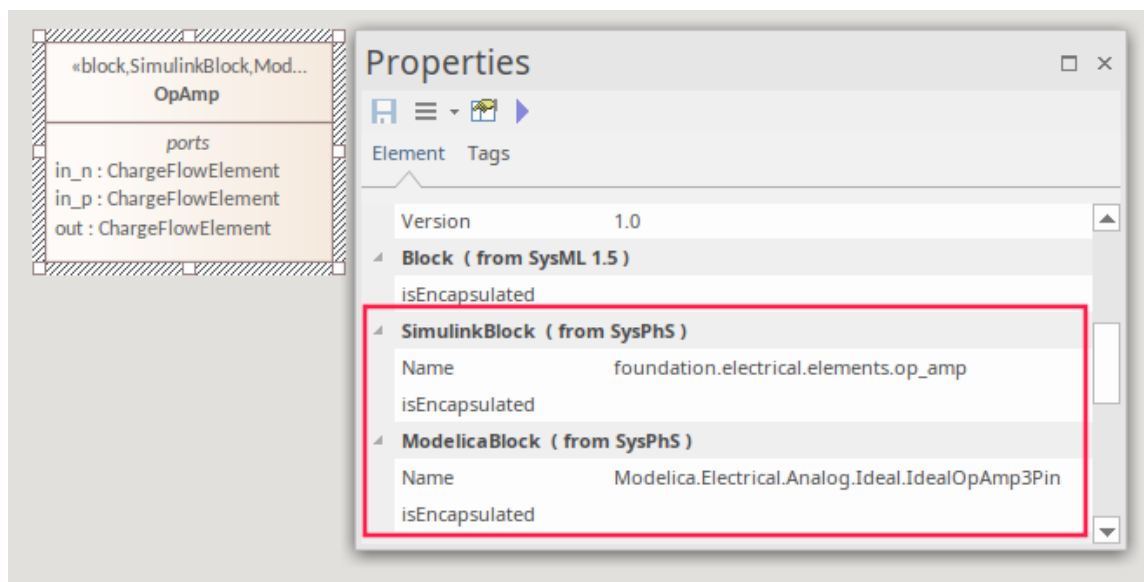 «block,SimulinkBlock,Mod...
OpAmp
ports
in_n : ChargeFlowElement
in_p : ChargeFlowElement
out : ChargeFlowElement
Properties
Element Tags
Version 1.0
Block ( from SysML 1.5 )
isEncapsulated
SimulinkBlock ( from SysPhS )
Name foundation.electrical.elements.op_amp
isEncapsulated
ModelicaBlock ( from SysPhS )
Name Modelica.Electrical.Analog.Ideal.IdealOpAmp3Pin
isEncapsulated